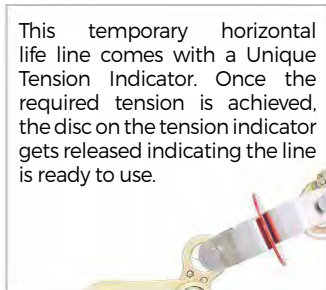 This temporary horizontal
life line comes with a Unique
Tension Indicator. Once the
required tension is achieved,
the disc on the tension indicator
gets released indicating the line
is ready to use.